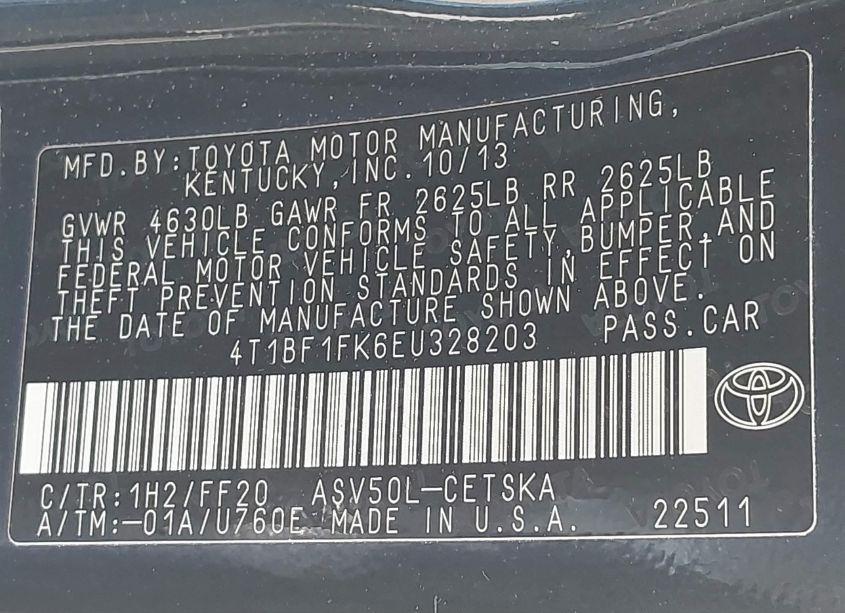 MFD.BY:TOYOTA MOTOR MANUFACTURING,
KENTUCKY,INC.10/13
GVWR 4630LB GAWR FR 2625LB RR 2625LB
THIS VEHICLE CONFORMS TO ALL APPLICABLE
FEDERAL MOTOR VEHICLE SAFETY,BUMPER,AND
THEFT PREVENTION STANDARDS IN EFFECT ON
THE DATE OF MANUFACTURE SHOWN ABOVE.
4T1BF1FK6EU328203 PASS.CAR
C/TR:1H2/FF20 ASV50L-CETSKA
A/TM:-01A/U760E MADE IN U.S.A. 22511